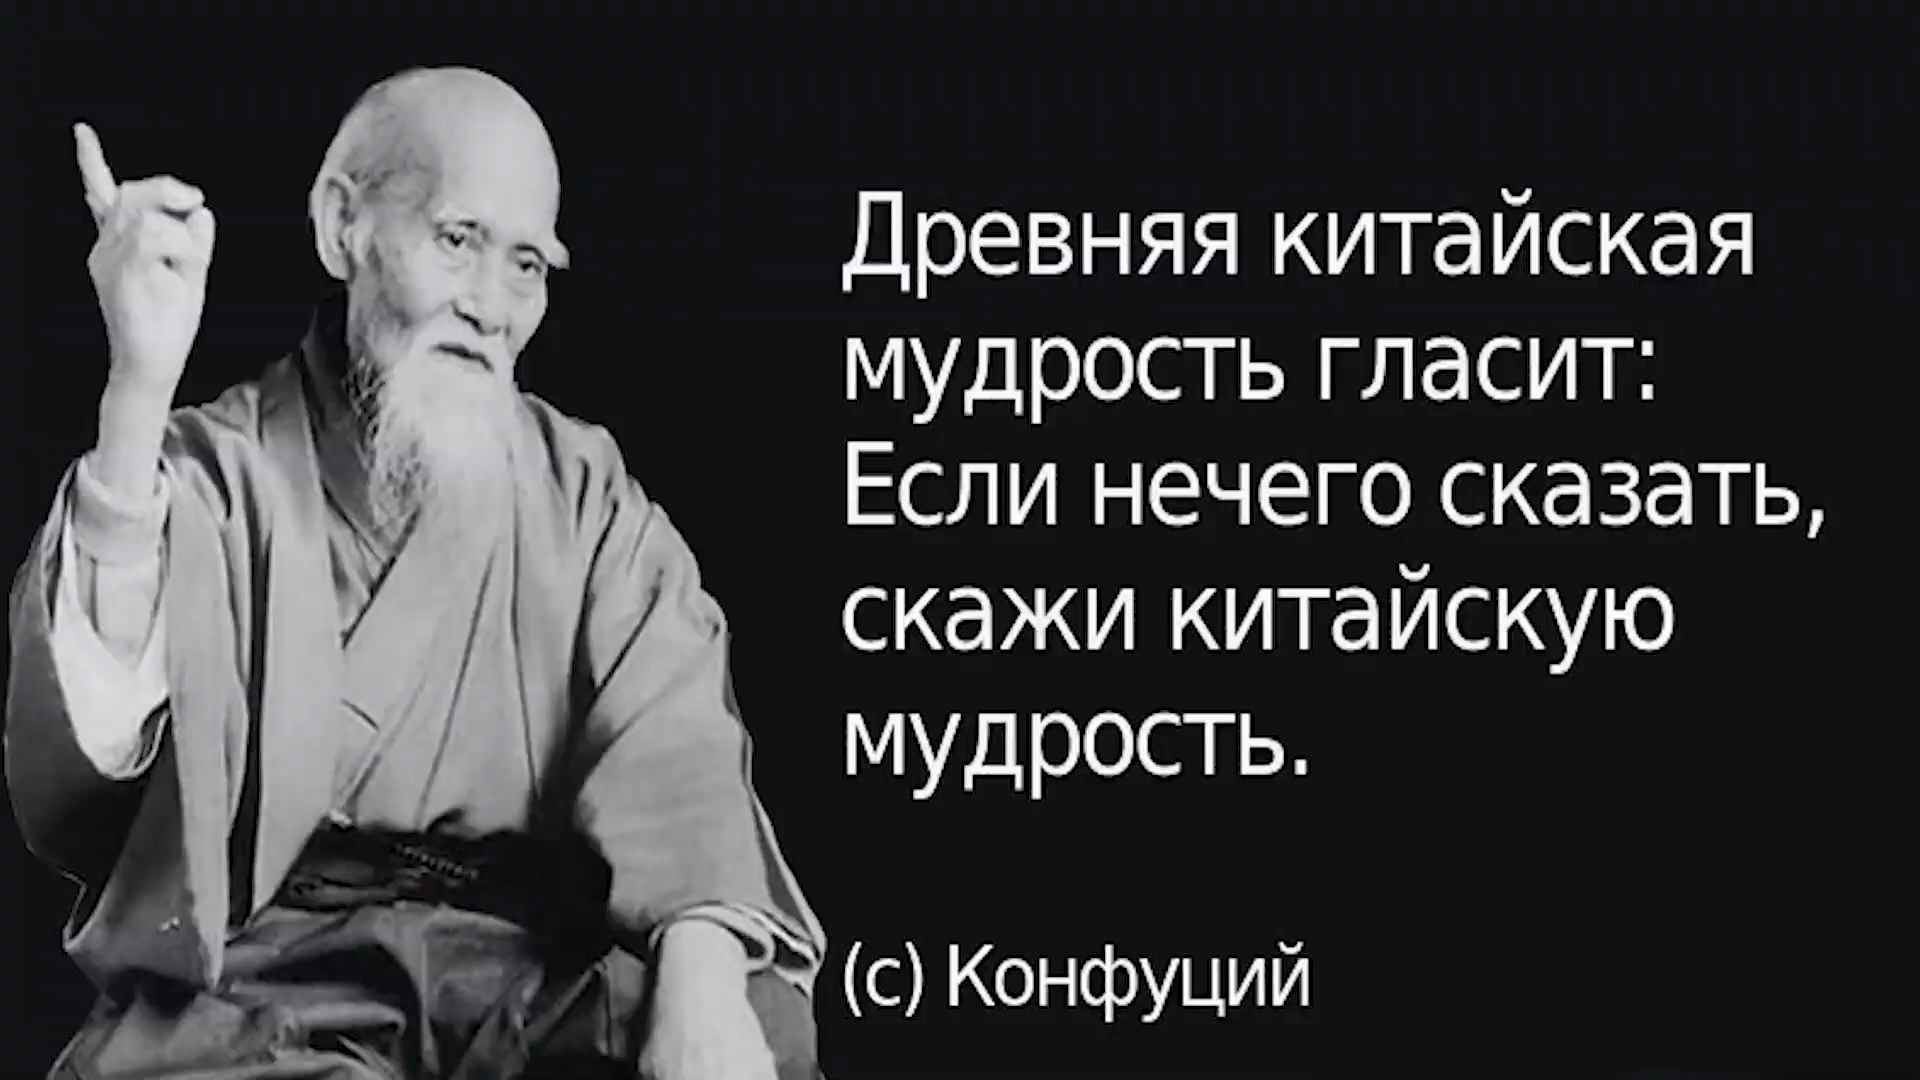 Древняя китайская
мудрость гласит:
Если нечего сказать,
скажи китайскую
мудрость.
(с) Конфуций